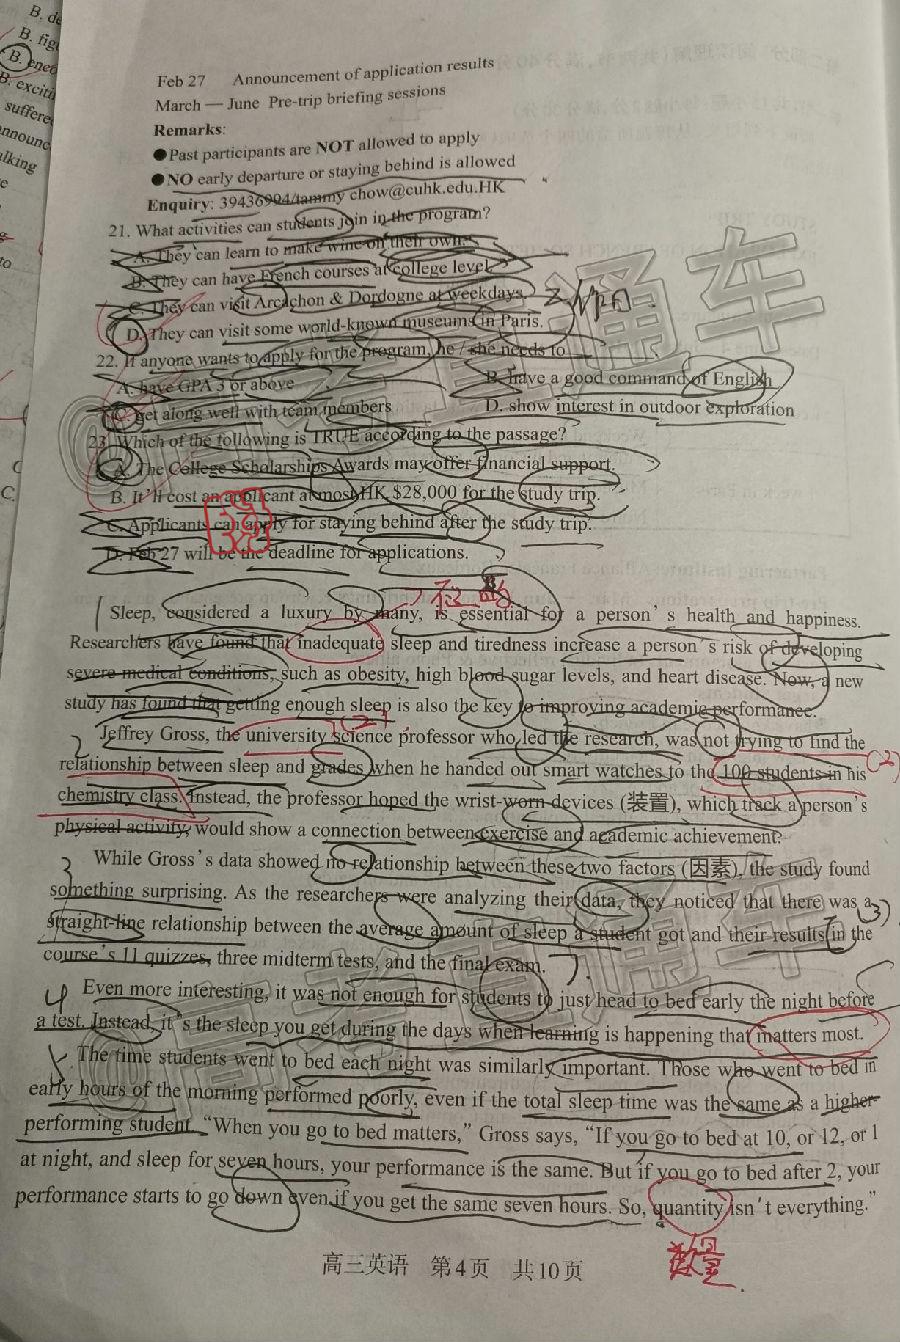 B. de
B. fig
B. ened
B. exciti
suffere
nnounc
lking
e
to
C
C.
Feb 27 Announcement of application results
March — June Pre-trip briefing sessions
Remarks:
●Past participants are NOT allowed to apply
●NO early departure or staying behind is allowed
Enquiry: 39436904/tammy chow@cuhk.edu.HK
21. What activities can students join in in the program?
A. They can learn to make wine on their own.
B. They can have French courses at college level.
C. They can visit Arcachon & Dordogne at weekdays.
D. They can visit some world-known museums in Paris.
22. If anyone wants to apply for the program, he / she needs to
A. have GPA 3 or above B. have a good command of English
C. get along well with team members D. show interest in outdoor exploration
23. Which of the following is TRUE according to the passage?
A. The College Scholarships Awards may offer financial support.
B. It'll cost an applicant at most HK $28,000 for the study trip.
C. Applicants can apply for staying behind after the study trip.
D. Feb 27 will be the deadline for applications.
B
Sleep, considered a luxury by many, is essential for a person's health and happiness.
Researchers have found that inadequate sleep and tiredness increase a person's risk of developing
severe medical conditions, such as obesity, high blood sugar levels, and heart disease. Now, a new
study has found that getting enough sleep is also the key to improving academic performance.
Jeffrey Gross, the university science professor who led the research, was not trying to find the
relationship between sleep and grades when he handed out smart watches to the 100 students in his
chemistry class. Instead, the professor hoped the wrist-worn devices (装置), which track a person's
physical activity, would show a connection between exercise and academic achievement.
While Gross's data showed no relationship between these two factors (因素), the study found
something surprising. As the researchers were analyzing their data, they noticed that there was a
straight-line relationship between the average amount of sleep a student got and their results in the
course's 11 quizzes, three midterm tests, and the final exam.
Even more interesting, it was not enough for students to just head to bed early the night before
a test. Instead, it's the sleep you get during the days when learning is happening that matters most.
The time students went to bed each night was similarly important. Those who went to bed in
early hours of the morning performed poorly, even if the total sleep time was the same as a higher-
performing student. "When you go to bed matters," Gross says, "If you go to bed at 10, or 12, or 1
at night, and sleep for seven hours, your performance is the same. But if you go to bed after 2, your
performance starts to go down even if you get the same seven hours. So, quantity isn't everything."
数量
高三英语 第4页 共10页
@高考直通车
@高考直通车